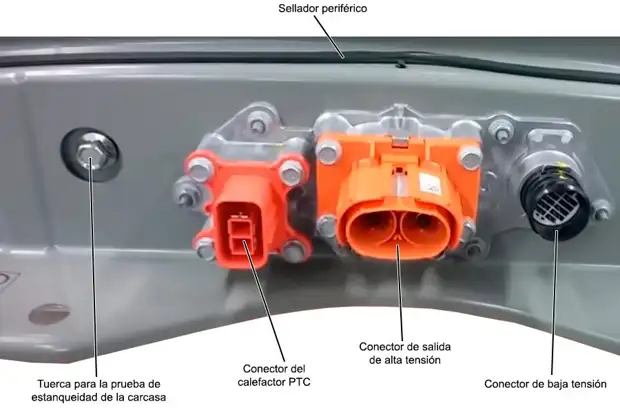 Sellador periférico
Conector de salida
de alta tensión
Conector del
calefactor PTC
Tuerca para la prueba de
estanqueidad de la carcasa
Conector de baja tensión